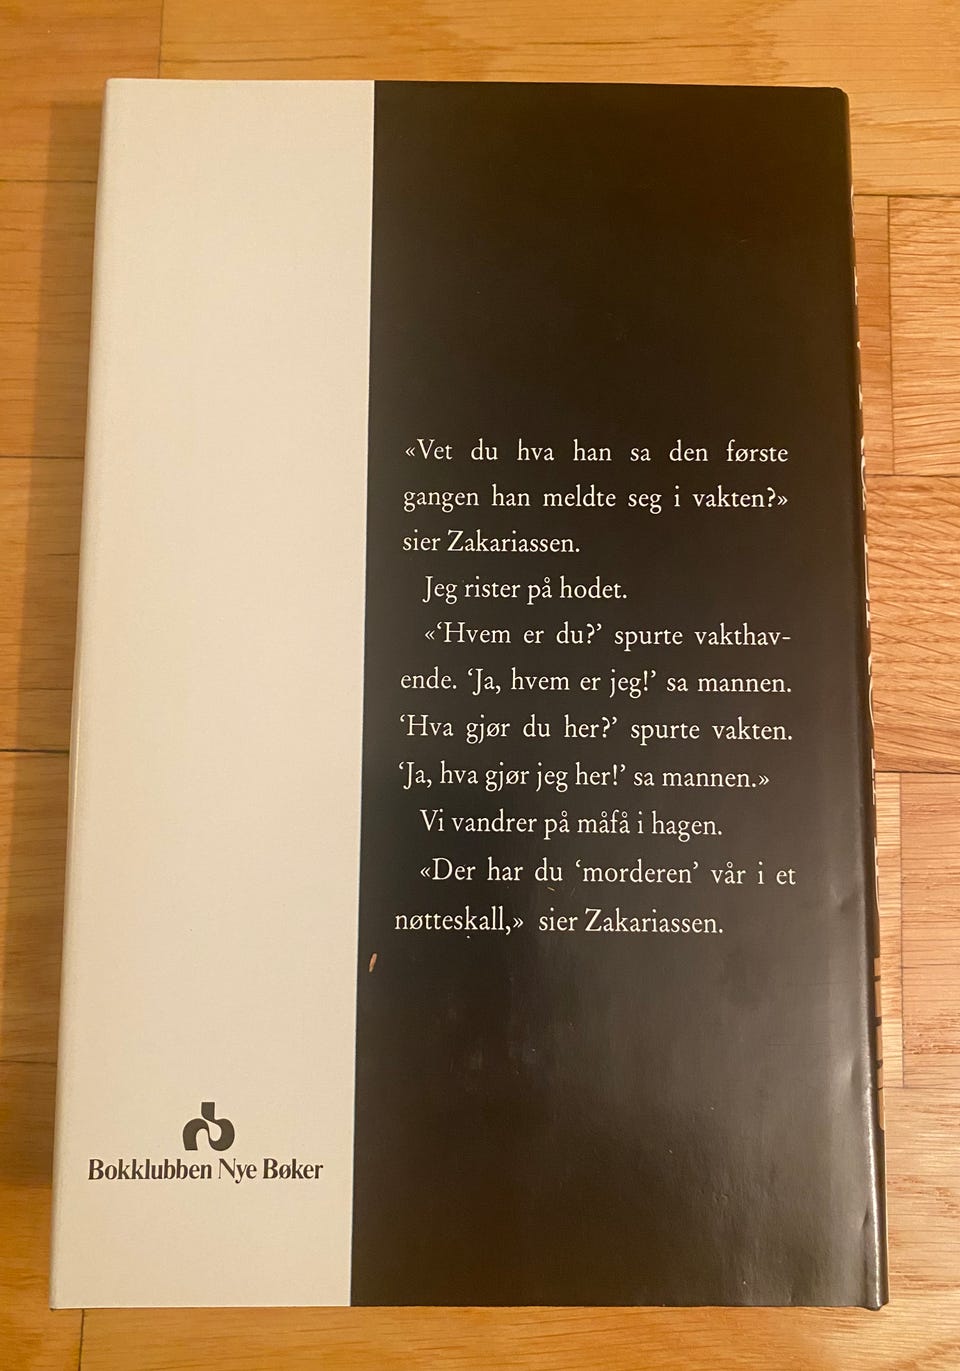 «Vet du hva han sa den første
gangen han meldte seg i vakten?»
sier Zakariassen.
Jeg rister på hodet.
«‘Hvem er du?’ spurte vakthav-
ende. ‘Ja, hvem er jeg!’ sa mannen.
‘Hva gjør du her?’ spurte vakten.
‘Ja, hva gjør jeg her!’ sa mannen.»
Vi vandrer på måfå i hagen.
«Der har du ‘morderen’ vår i et
nøtteskall,» sier Zakariassen.
Bokklubben Nye Bøker